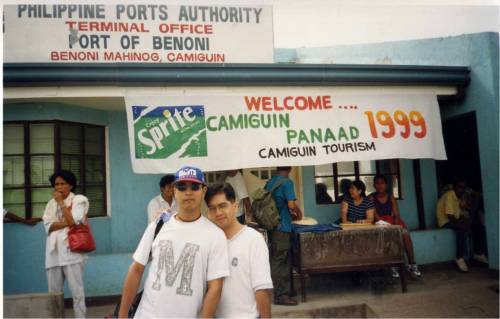 PHILIPPINE PORTS AUTHORITY
TERMINAL OFFICE
PORT OF BENONI
BENONI MAHINOG, CAMIGUIN
Sprite
WELCOME ....
CAMIGUIN
PANAAD
1999
CAMIGUIN TOURISM
M